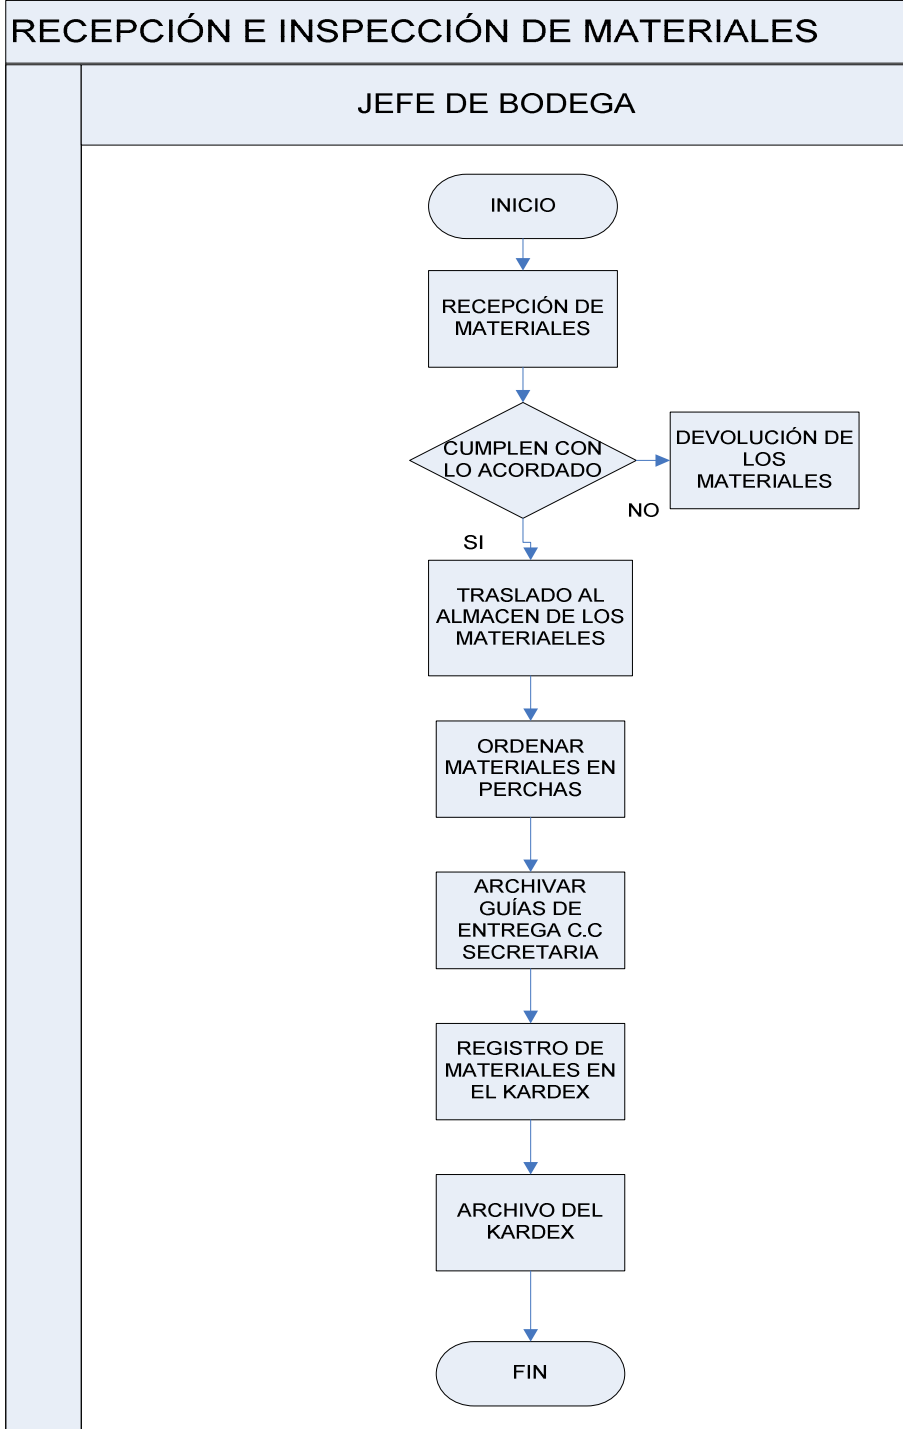 RECEPCIÓN E INSPECCIÓN DE MATERIALES
JEFE DE BODEGA
INICIO
RECEPCIÓN DE
MATERIALES
CUMPLEN CON
LO ACORDADO
DEVOLUCIÓN DE
LOS
MATERIALES
NO
SI
TRASLADO AL
ALMACEN DE LOS
MATERIAELES
ORDENAR
MATERIALES EN
PERCHAS
ARCHIVAR
GUÍAS DE
ENTREGA C.C
SECRETARIA
REGISTRO DE
MATERIALES EN
EL KARDEX
ARCHIVO DEL
KARDEX
FIN